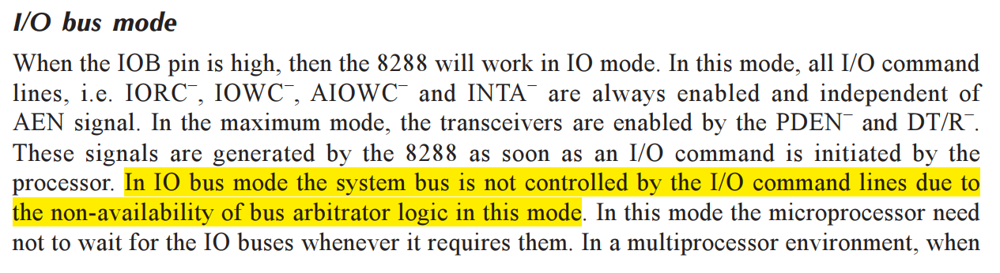 I/O bus mode
When the IOB pin is high, then the 8288 will work in IO mode. In this mode, all I/O command
lines, i.e. IORC⁻, IOWC⁻, AIOWC⁻ and INTA⁻ are always enabled and independent of
AEN signal. In the maximum mode, the transceivers are enabled by the PDEN⁻ and DT/R⁻.
These signals are generated by the 8288 as soon as an I/O command is initiated by the
processor. In IO bus mode the system bus is not controlled by the I/O command lines due to
the non-availability of bus arbitrator logic in this mode. In this mode the microprocessor need
not to wait for the IO buses whenever it requires them. In a multiprocessor environment, when